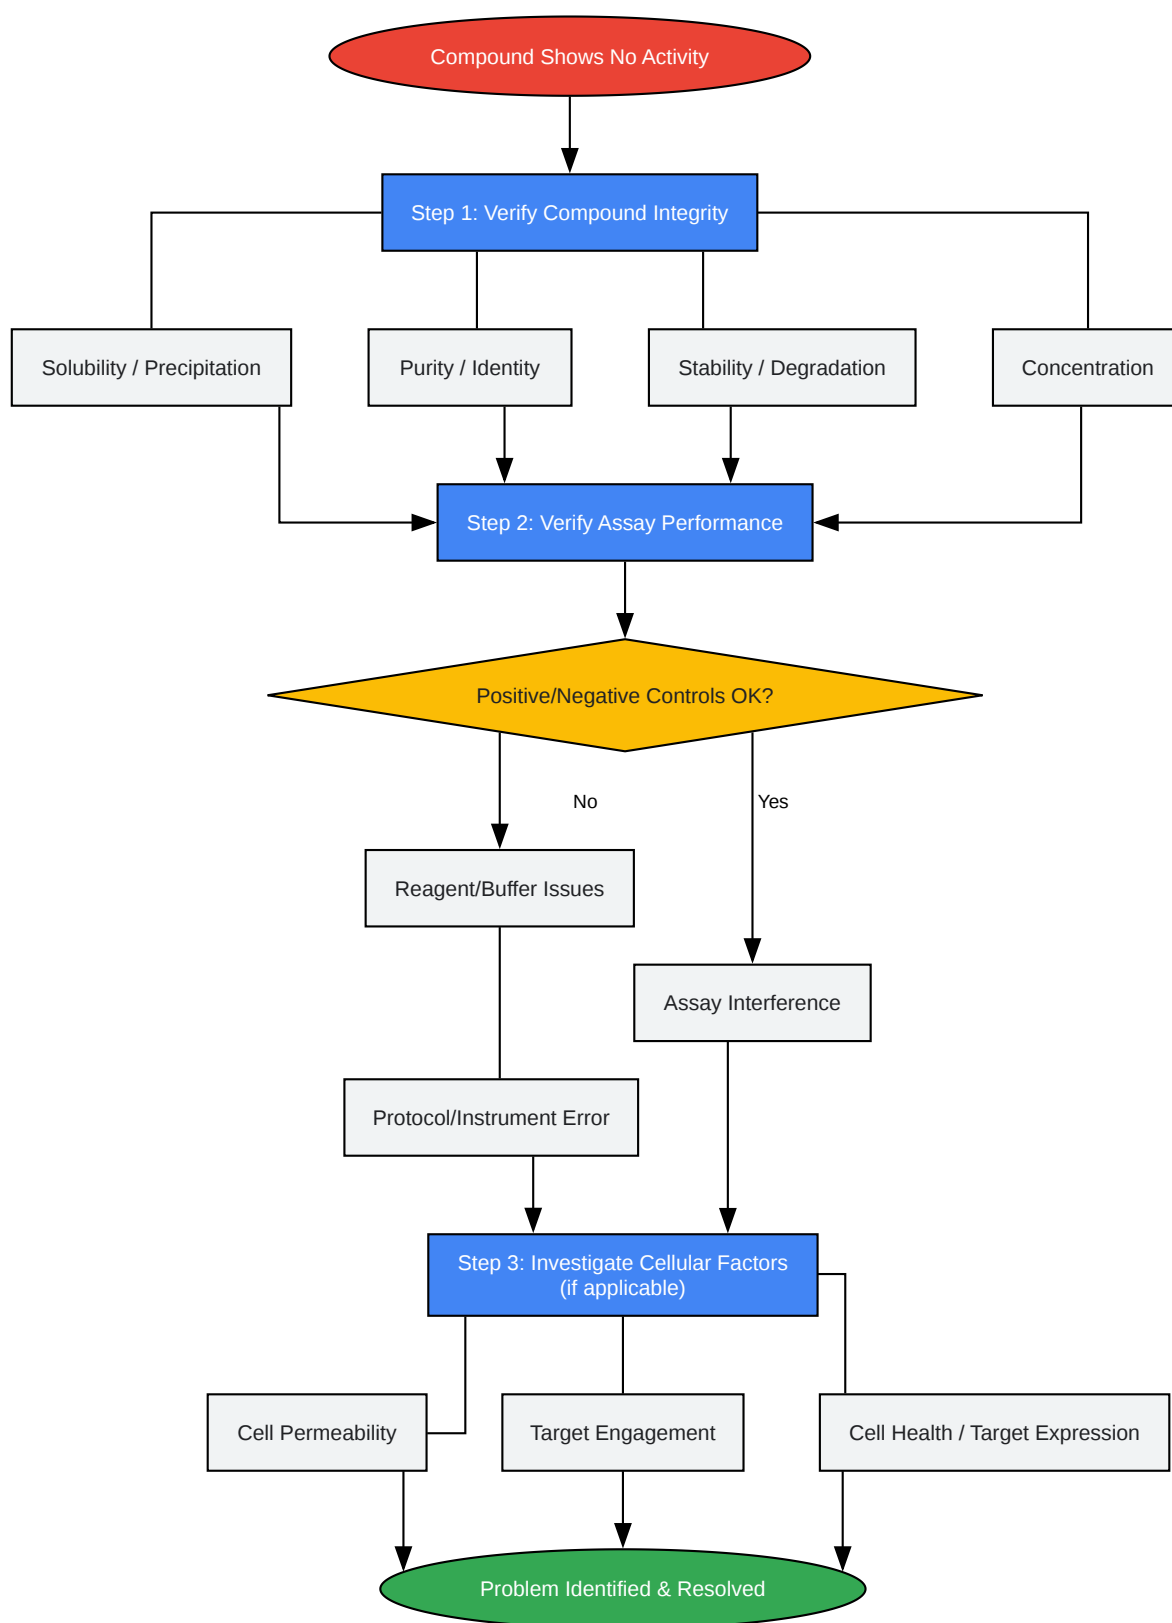 Compound Shows No Activity
Step 1: Verify Compound Integrity
Solubility / Precipitation
Purity / Identity
Stability / Degradation
Concentration
Step 2: Verify Assay Performance
Positive/Negative Controls OK?
No
Yes
Reagent/Buffer Issues
Assay Interference
Protocol/Instrument Error
Step 3: Investigate Cellular Factors
(if applicable)
Cell Permeability
Target Engagement
Cell Health / Target Expression
Problem Identified & Resolved